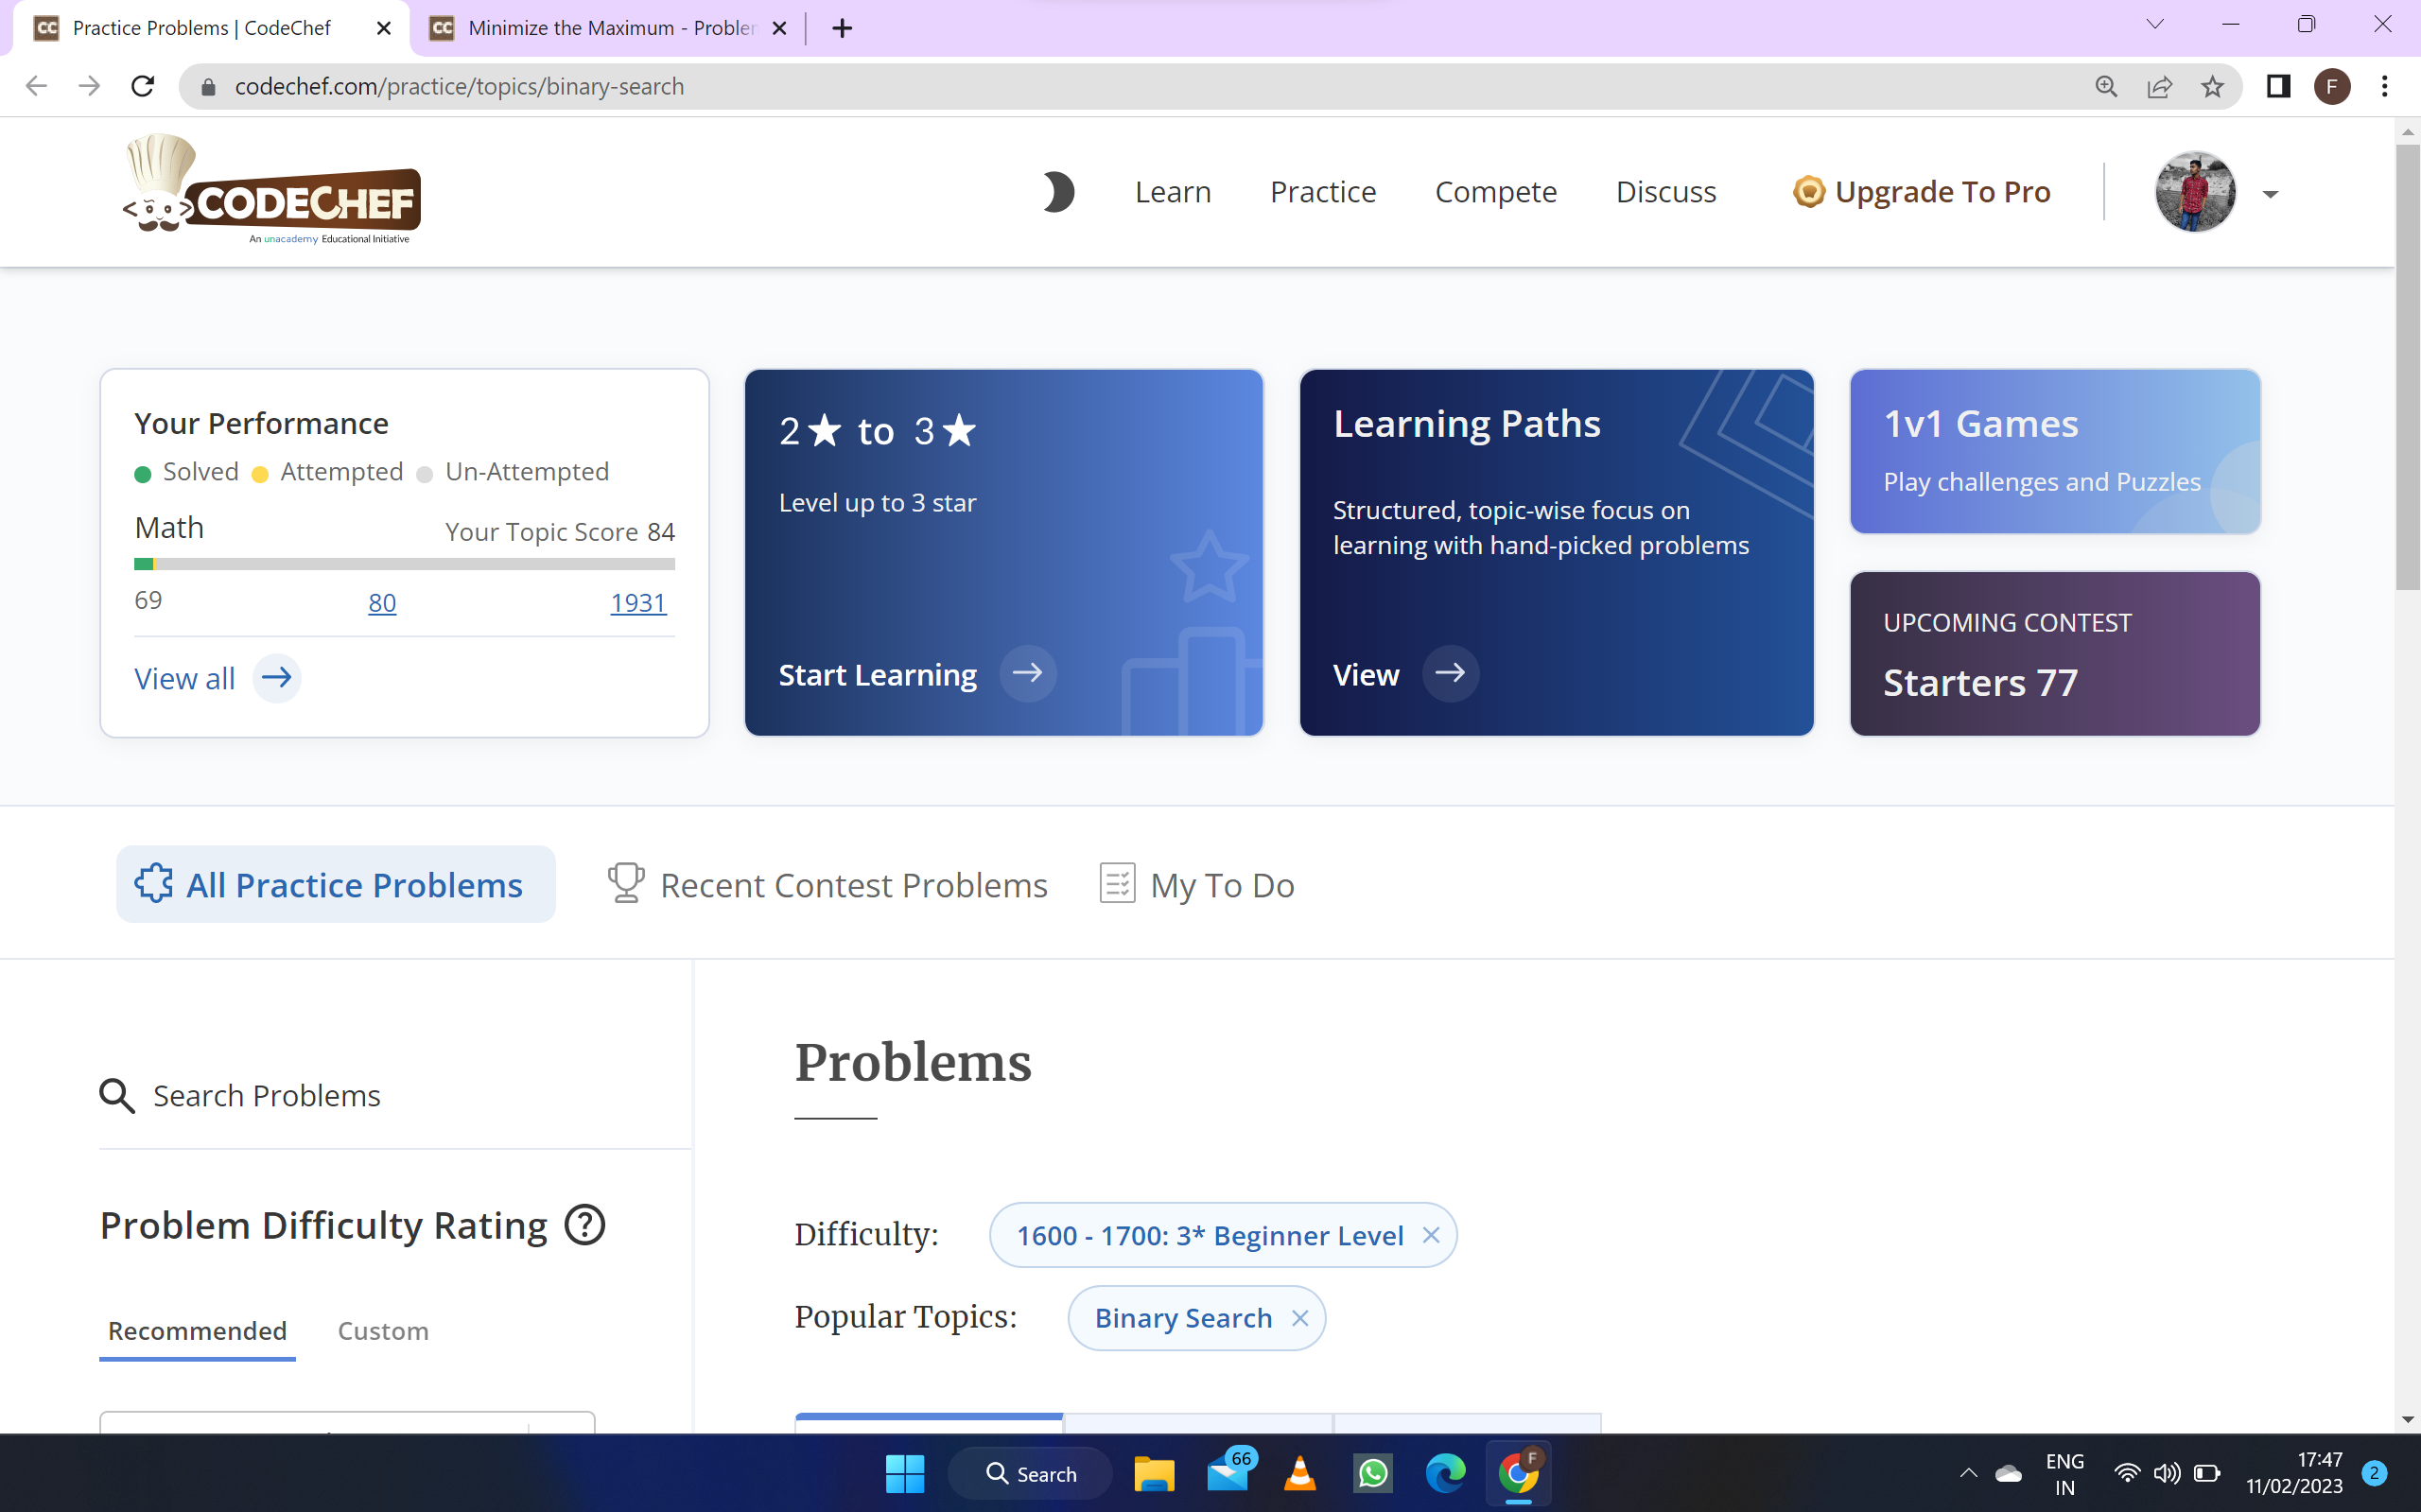 Practice Problems | CodeChef
Minimize the Maximum - Problem
codechef.com/practice/topics/binary-search
F
CODECHEF
An unacademy Educational Initiative
Learn
Practice
Compete
Discuss
Upgrade To Pro
Your Performance
Solved Attempted Un-Attempted
Math
Your Topic Score 84
69
80
1931
View all
2★ to 3★
Level up to 3 star
Start Learning
Learning Paths
Structured, topic-wise focus on
learning with hand-picked problems
View
1v1 Games
Play challenges and Puzzles
UPCOMING CONTEST
Starters 77
All Practice Problems
Recent Contest Problems
My To Do
Search Problems
Problem Difficulty Rating
Recommended
Custom
Problems
Difficulty:
1600 - 1700: 3* Beginner Level
Popular Topics:
Binary Search
Search
66
F
ENG
IN
17:47
11/02/2023
2